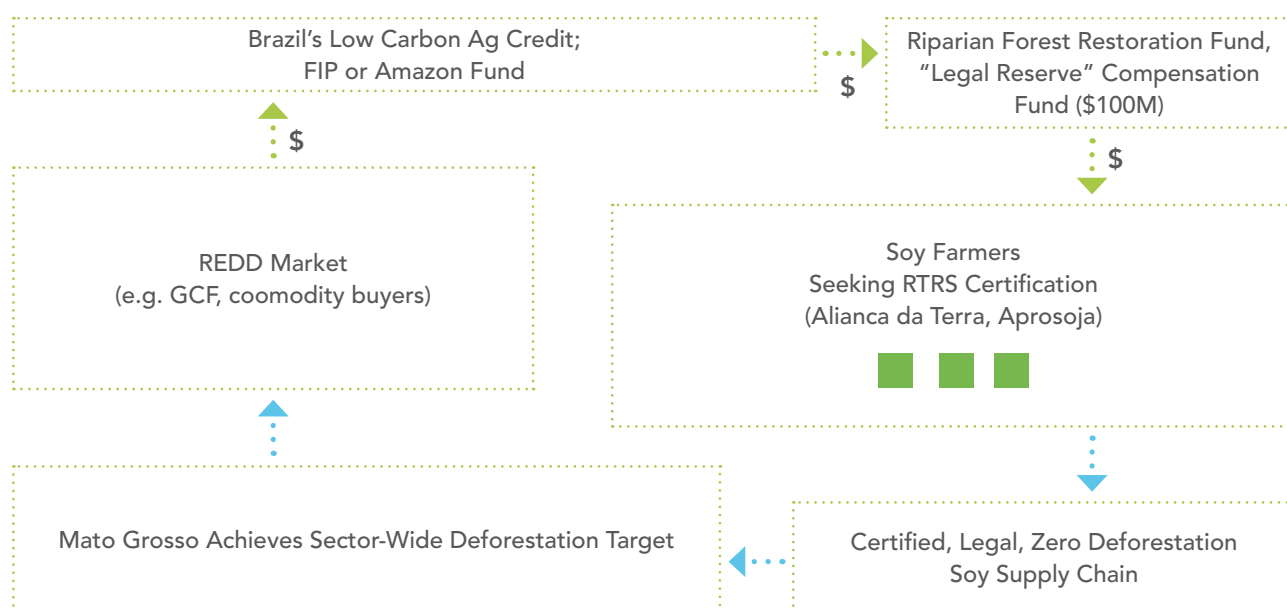 Brazil's Low Carbon Ag Credit;
FIP or Amazon Fund
$
Riparian Forest Restoration Fund,
“Legal Reserve” Compensation
Fund ($100M)
$
$
REDD Market
(e.g. GCF, coomodity buyers)
Soy Farmers
Seeking RTRS Certification
(Alianca da Terra, Aprosoja)
Mato Grosso Achieves Sector-Wide Deforestation Target
Certified, Legal, Zero Deforestation
Soy Supply Chain